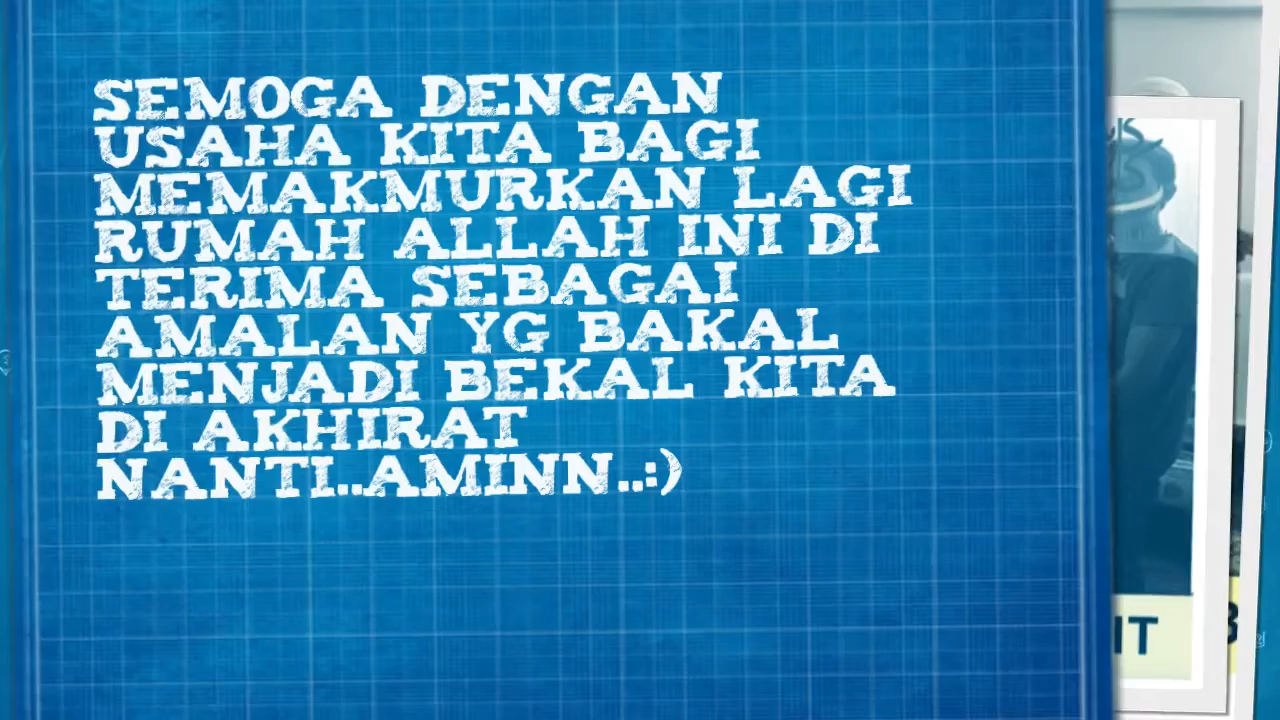 SEMOGA DENGAN
USAHA KITA BAGI
MEMAKMURKAN LAGI
RUMAH ALLAH INI DI
TERIMA SEBAGAI
AMALAN YG BAKAL
MENJADI BEKAL KITA
DI AKHIRAT
NANTI..AMINN..:)
IT